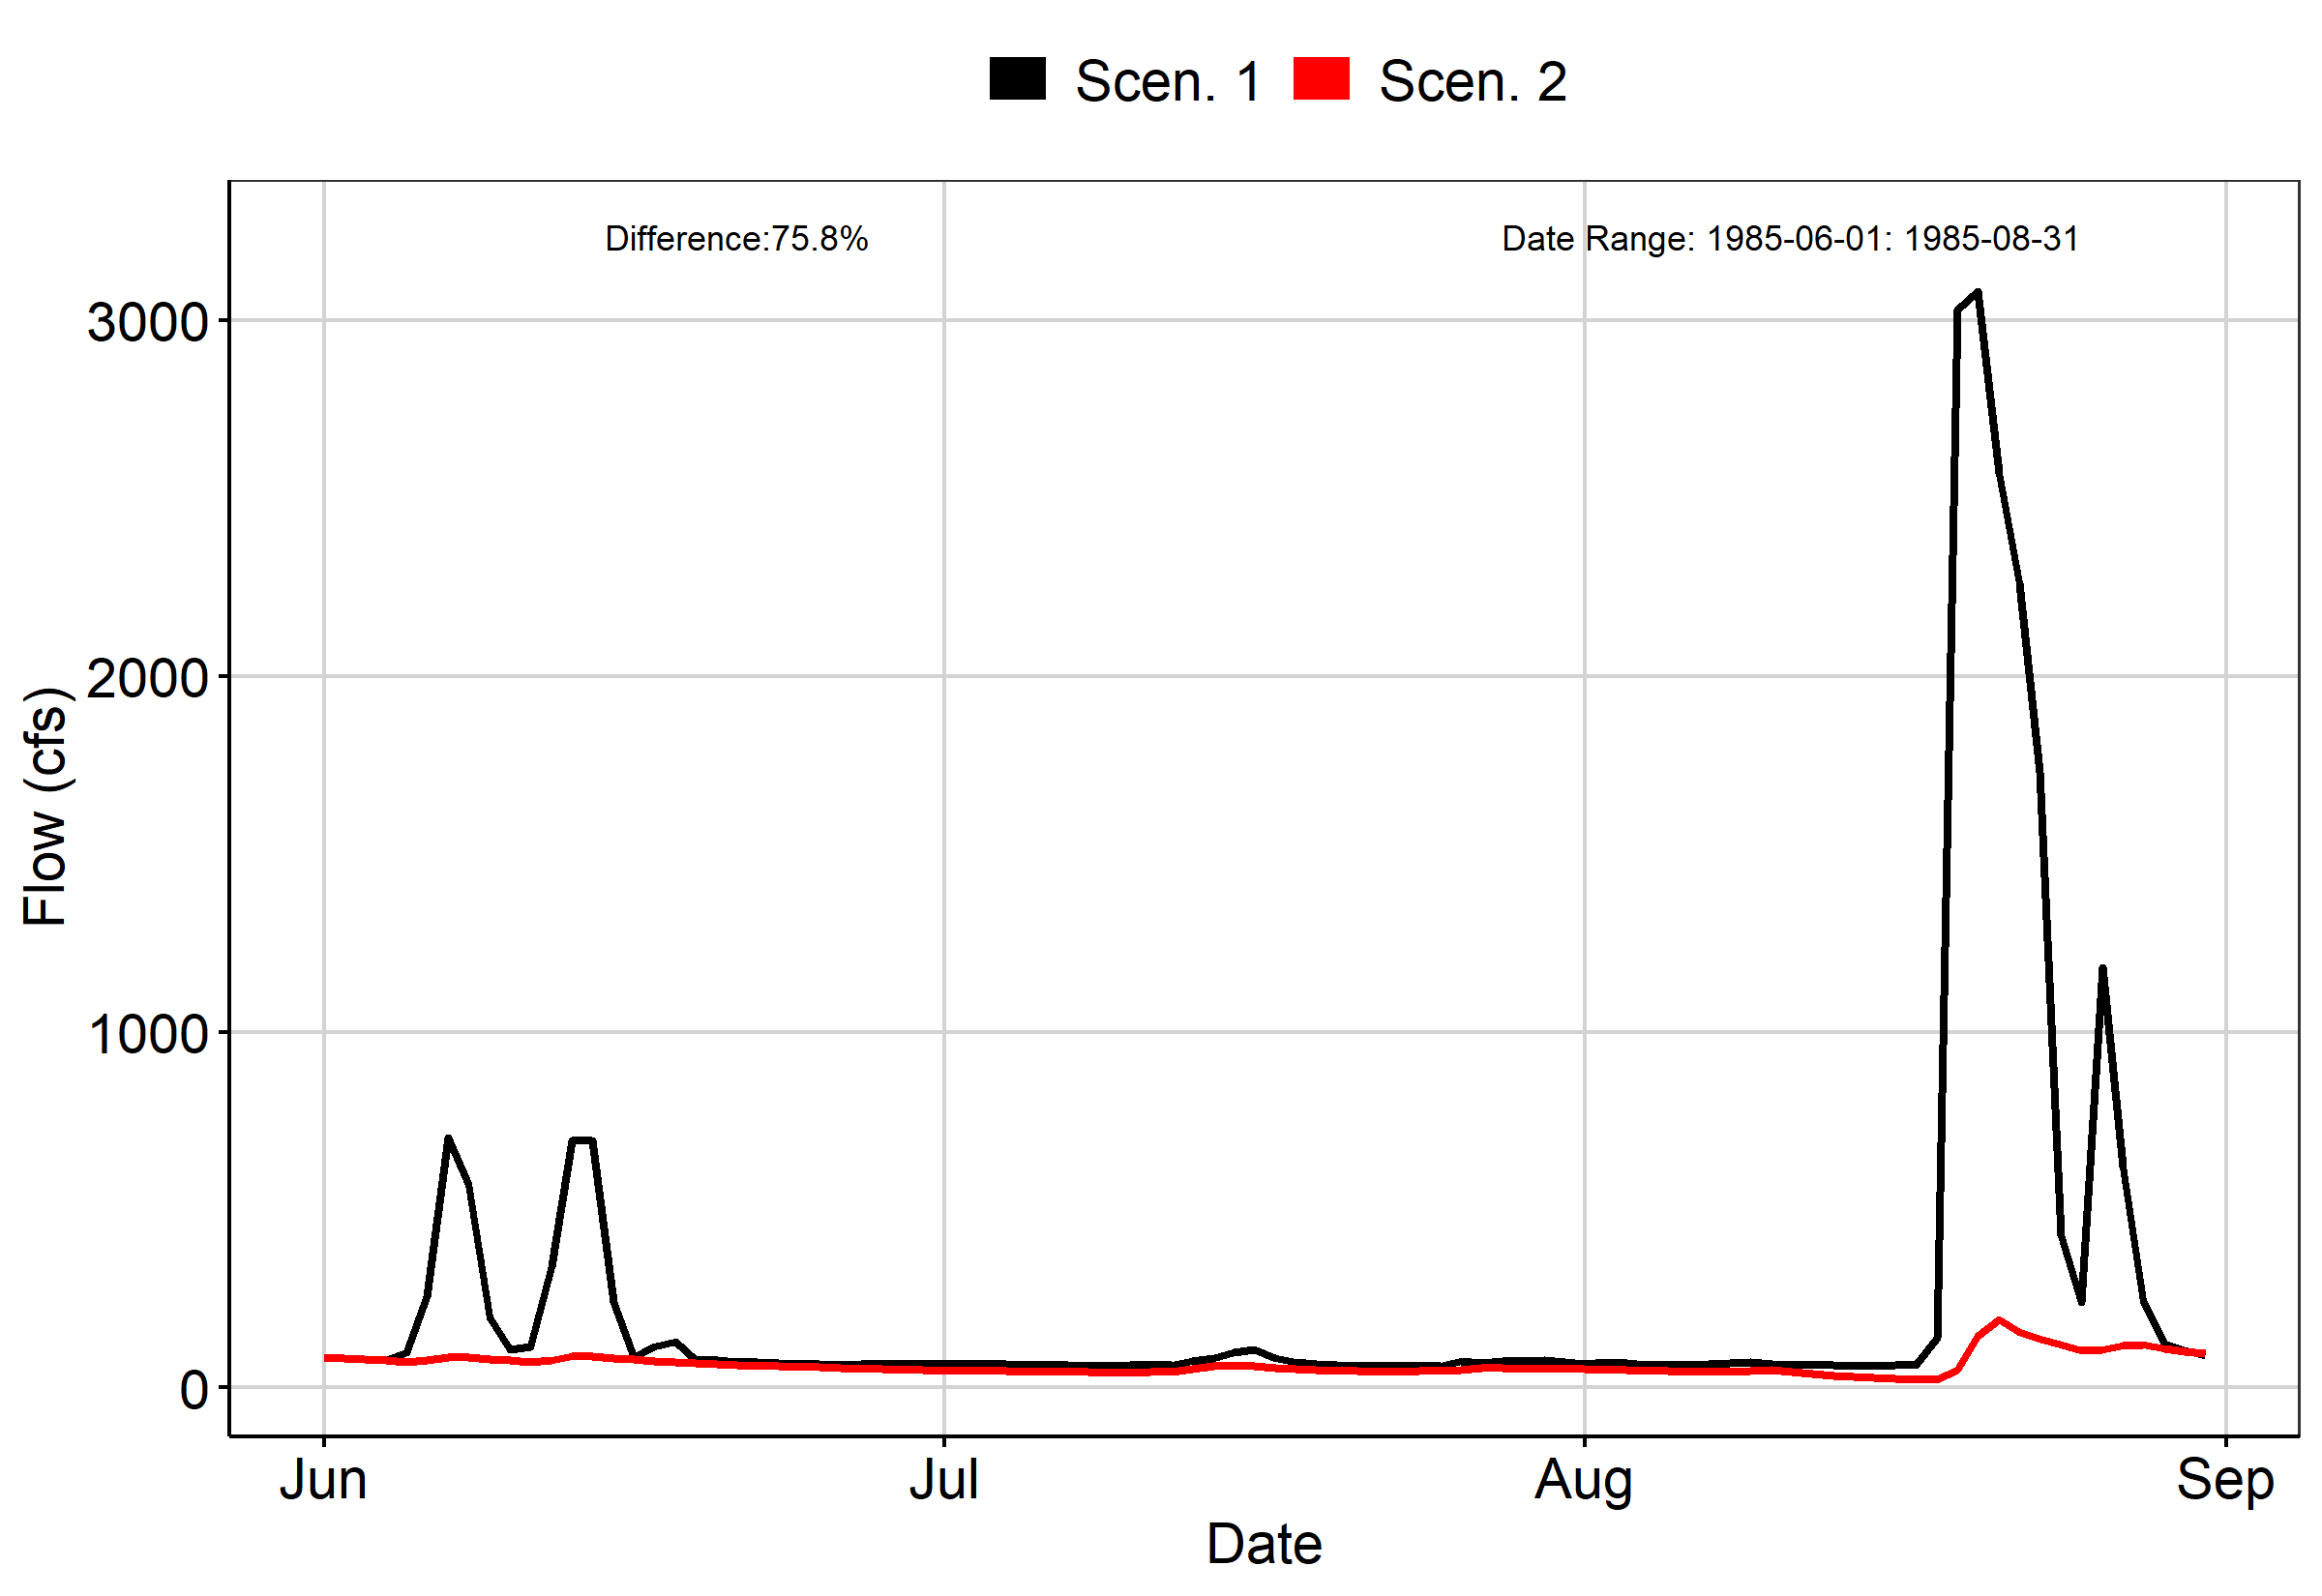 Scen. 1 Scen. 2
Difference:75.8% Date Range: 1985-06-01: 1985-08-31
3000
2000
1000
0
Flow (cfs)
Jun Jul Aug Sep
Date